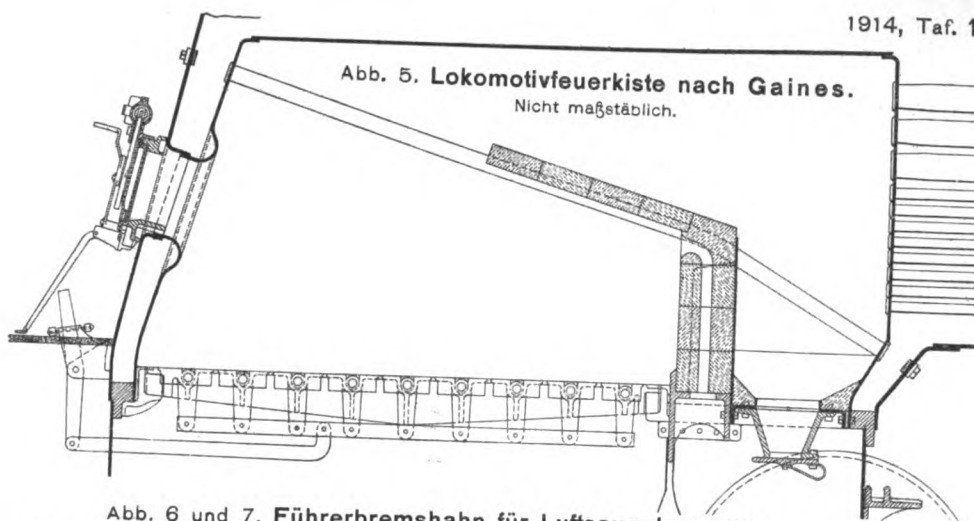 1914, Taf. 1
Abb. 5. Lokomotivfeuerkiste nach Gaines.
Nicht maßstäblich.
Abb. 6 und 7. Führerbremshahn für